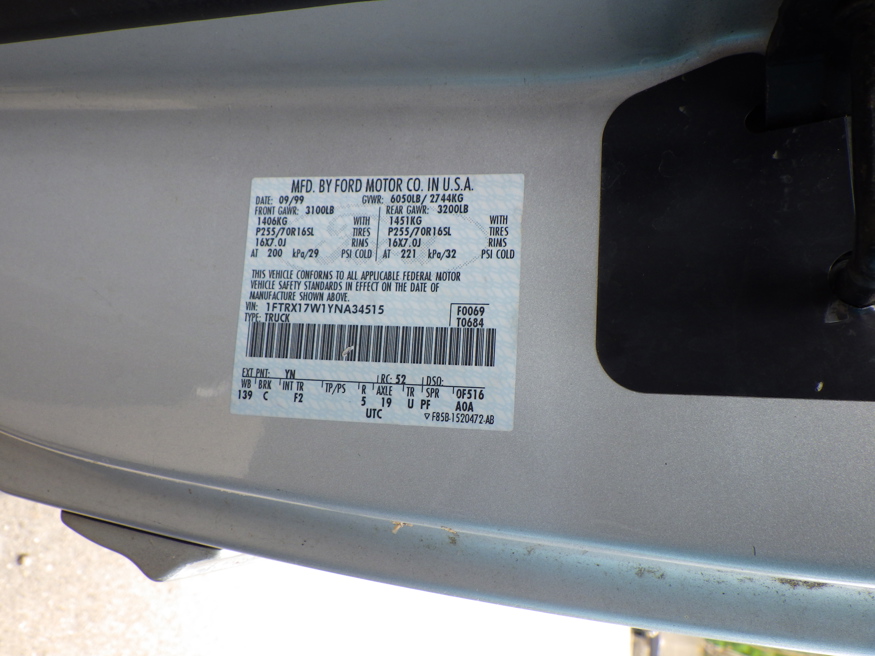 MFD. BY FORD MOTOR CO. IN U.S.A.
DATE: 09/99 GVWR: 6050LB/ 2744KG
FRONT GAWR: 3100LB REAR GAWR: 3200LB
1406KG WITH 1451KG WITH
P255/70R16SL TIRES P255/70R16SL TIRES
16X7.0J RIMS 16X7.0J RIMS
AT 200 kPa/29 PSI COLD AT 221 kPa/32 PSI COLD
THIS VEHICLE CONFORMS TO ALL APPLICABLE FEDERAL MOTOR
VEHICLE SAFETY STANDARDS IN EFFECT ON THE DATE OF
MANUFACTURE SHOWN ABOVE.
VIN: 1FTRX17W1YNA34515 F0069
TYPE: TRUCK T0684
EXT PNT: YN RC: 52 DSO:
WB BRK INT TR TP/PS R AXLE TR SPR 0F516
139 C F2 5 19 U PF A0A
UTC ▽ F85B-1520472-AB